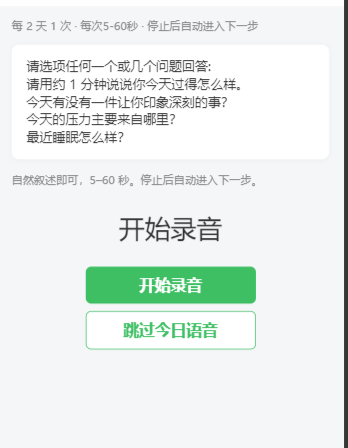 每 2 天 1 次 · 每次5-60秒 · 停止后自动进入下一步
请选项任何一个或几个问题回答:
请用约 1 分钟说说你今天过得怎么样。
今天有没有一件让你印象深刻的事?
今天的压力主要来自哪里?
最近睡眠怎么样?
自然叙述即可，5–60 秒。停止后自动进入下一步。
开始录音
开始录音
跳过今日语音